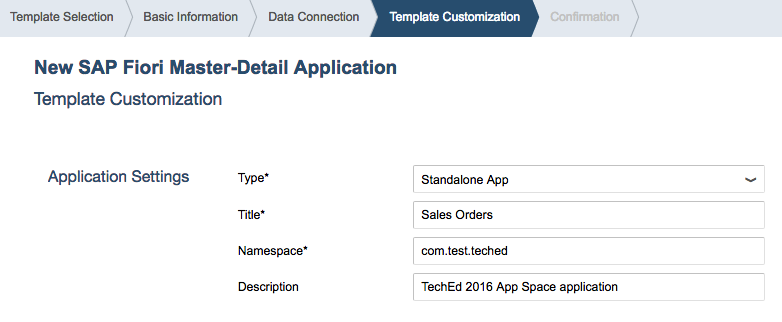 Template Selection Basic Information Data Connection Template Customization Confirmation
New SAP Fiori Master-Detail Application
Template Customization
Application Settings Type* Standalone App
Title* Sales Orders
Namespace* com.test.teched
Description TechEd 2016 App Space application